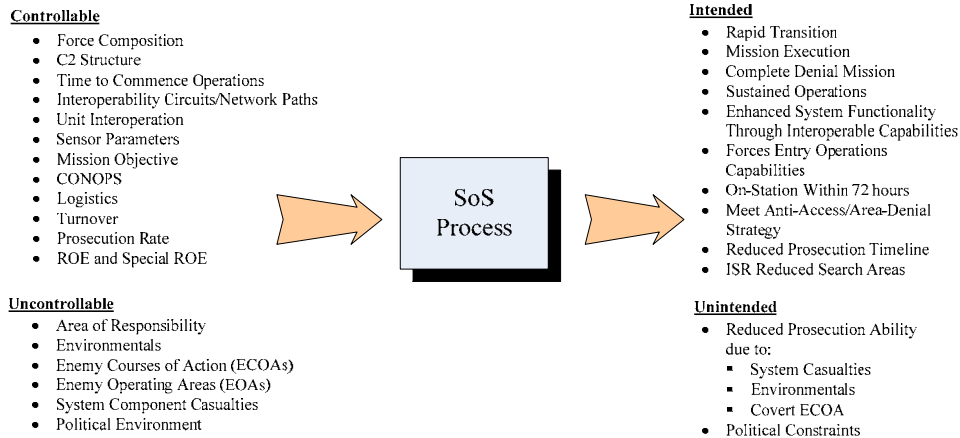 Controllable
• Force Composition
• C2 Structure
• Time to Commence Operations
• Interoperability Circuits/Network Paths
• Unit Interoperation
• Sensor Parameters
• Mission Objective
• CONOPS
• Logistics
• Turnover
• Prosecution Rate
• ROE and Special ROE
Uncontrollable
• Area of Responsibility
• Environmentals
• Enemy Courses of Action (ECOAs)
• Enemy Operating Areas (EOAs)
• System Component Casualties
• Political Environment
SoS
Process
Intended
• Rapid Transition
• Mission Execution
• Complete Denial Mission
• Sustained Operations
• Enhanced System Functionality
Through Interoperable Capabilities
• Forces Entry Operations
Capabilities
• On-Station Within 72 hours
• Meet Anti-Access/Area-Denial
Strategy
• Reduced Prosecution Timeline
• ISR Reduced Search Areas
Unintended
• Reduced Prosecution Ability
due to:
▪ System Casualties
▪ Environmentals
▪ Covert ECOA
• Political Constraints